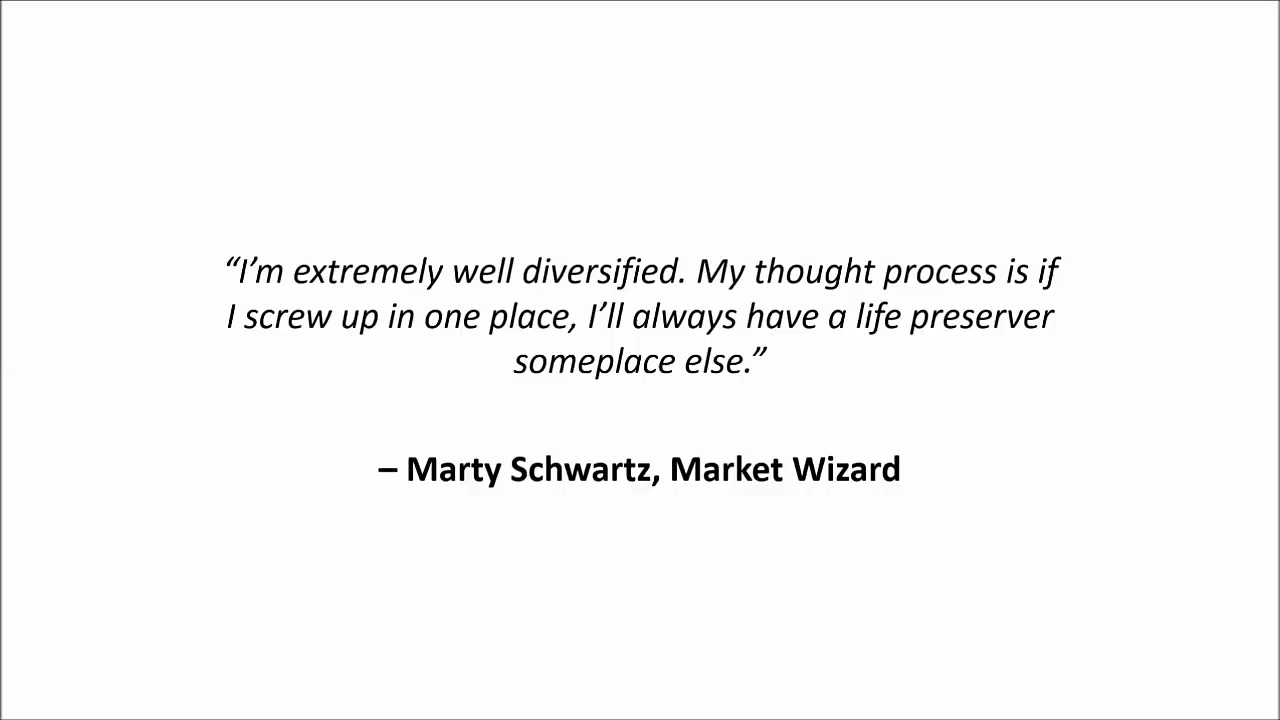 “I’m extremely well diversified. My thought process is if
I screw up in one place, I’ll always have a life preserver
someplace else.”
– Marty Schwartz, Market Wizard